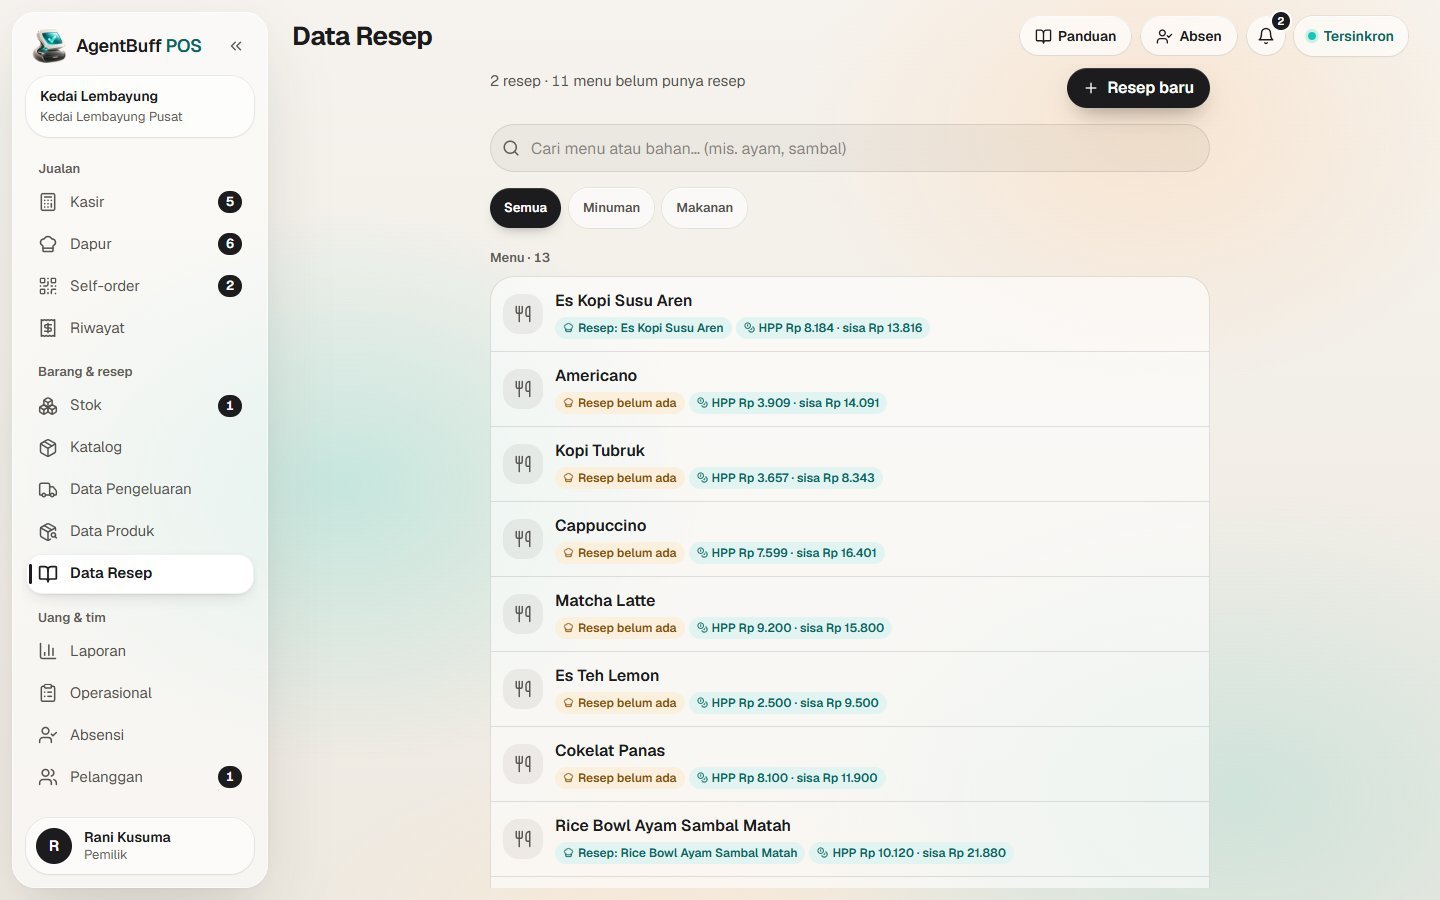 AgentBuff POS
Kedai Lembayung
Kedai Lembayung Pusat
Jualan
Kasir 5
Dapur 6
Self-order 2
Riwayat
Barang & resep
Stok 1
Katalog
Data Pengeluaran
Data Produk
Data Resep
Uang & tim
Laporan
Operasional
Absensi
Pelanggan 1
R
Rani Kusuma
Pemilik
Data Resep
Panduan
Absen
2
Tersinkron
2 resep · 11 menu belum punya resep
Resep baru
Cari menu atau bahan... (mis. ayam, sambal)
Semua Minuman Makanan
Menu · 13
Es Kopi Susu Aren
Resep: Es Kopi Susu Aren HPP Rp 8.184 · sisa Rp 13.816
Americano
Resep belum ada HPP Rp 3.909 · sisa Rp 14.091
Kopi Tubruk
Resep belum ada HPP Rp 3.657 · sisa Rp 8.343
Cappuccino
Resep belum ada HPP Rp 7.599 · sisa Rp 16.401
Matcha Latte
Resep belum ada HPP Rp 9.200 · sisa Rp 15.800
Es Teh Lemon
Resep belum ada HPP Rp 2.500 · sisa Rp 9.500
Cokelat Panas
Resep belum ada HPP Rp 8.100 · sisa Rp 11.900
Rice Bowl Ayam Sambal Matah
Resep: Rice Bowl Ayam Sambal Matah HPP Rp 10.120 · sisa Rp 21.880